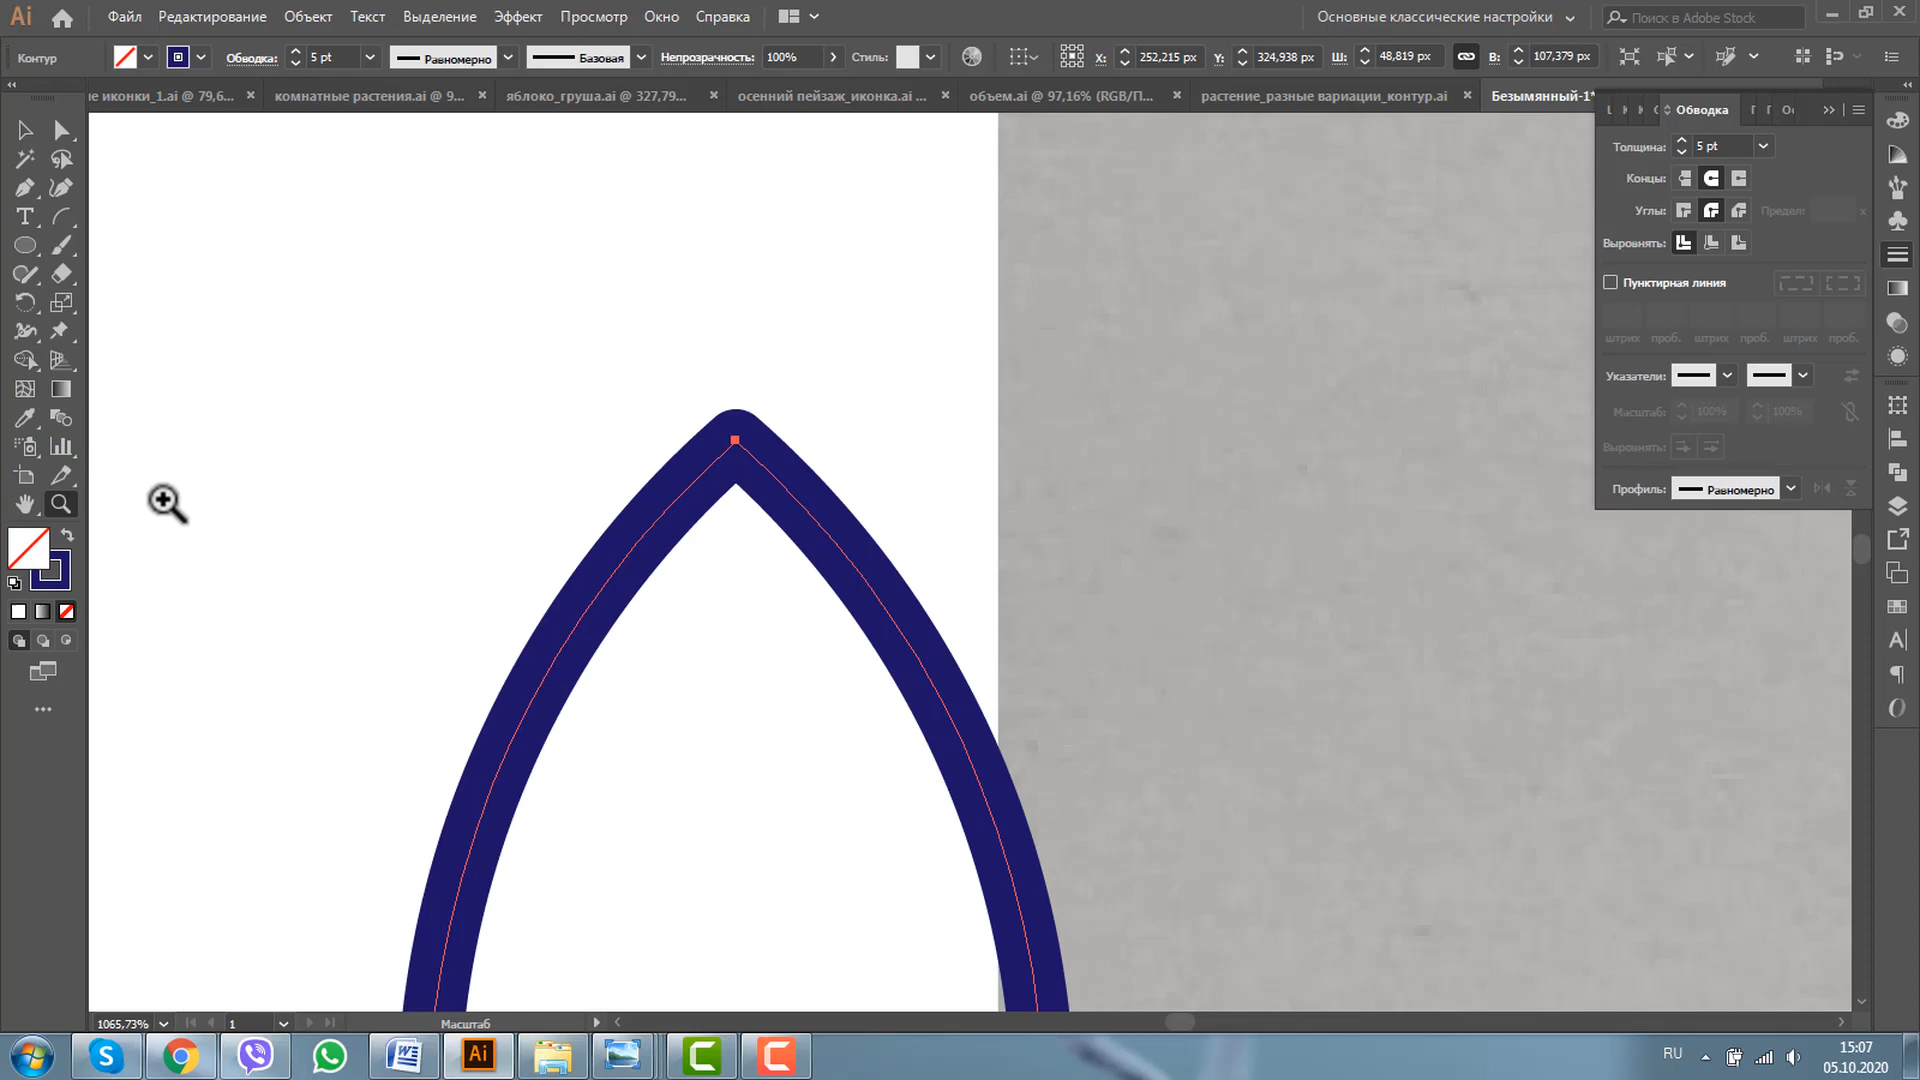 Ai Файл Редактирование Объект Текст Выделение Эффект Просмотр Окно Справка Основные классические настройки Поиск в Adobe Stock
Контур Обводка: 5 pt Равномерно Базовая Непрозрачность: 100% Стиль: X: 252,215 px Y: 324,938 px Ш: 48,819 px В: 107,379 px
ые иконки_1.ai @ 79,6... комнатные растения.ai @ 9... яблоко_груша.ai @ 327,79... осенний пейзаж_иконка.ai ... объем.ai @ 97,16% (RGB/П... растение_разные вариации_контур.ai Безымянный-1*
Обводка
Толщина: 5 pt
Концы:
Углы: Предел: x
Выровнять:
Пунктирная линия
штрих проб. штрих проб. штрих проб.
Указатели:
Масштаб: 100% 100%
Выровнять:
Профиль: Равномерно
1065,73% 1 Масштаб
Ai
RU 15:07
05.10.2020